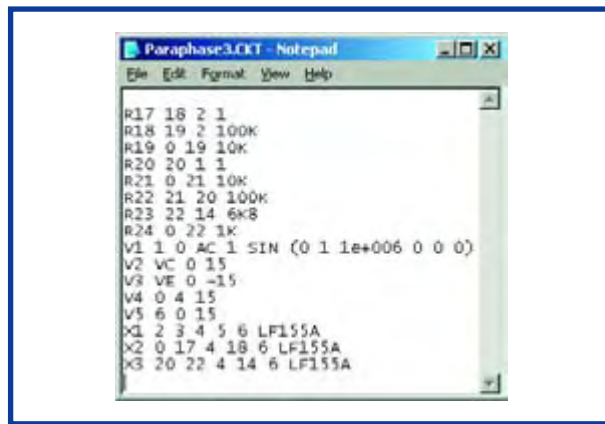 Paraphase3.CKT - Notepad
File Edit Format View Help
R17 18 2 1
R18 19 2 100K
R19 0 19 10K
R20 20 1 1
R21 0 21 10K
R22 21 20 100K
R23 22 14 6K8
R24 0 22 1K
V1 1 0 AC 1 SIN (0 1 1e+006 0 0 0)
V2 VC 0 15
V3 VE 0 -15
V4 0 4 15
V5 6 0 15
X1 2 3 4 5 6 LF155A
X2 0 17 4 18 6 LF155A
X3 20 22 4 14 6 LF155A